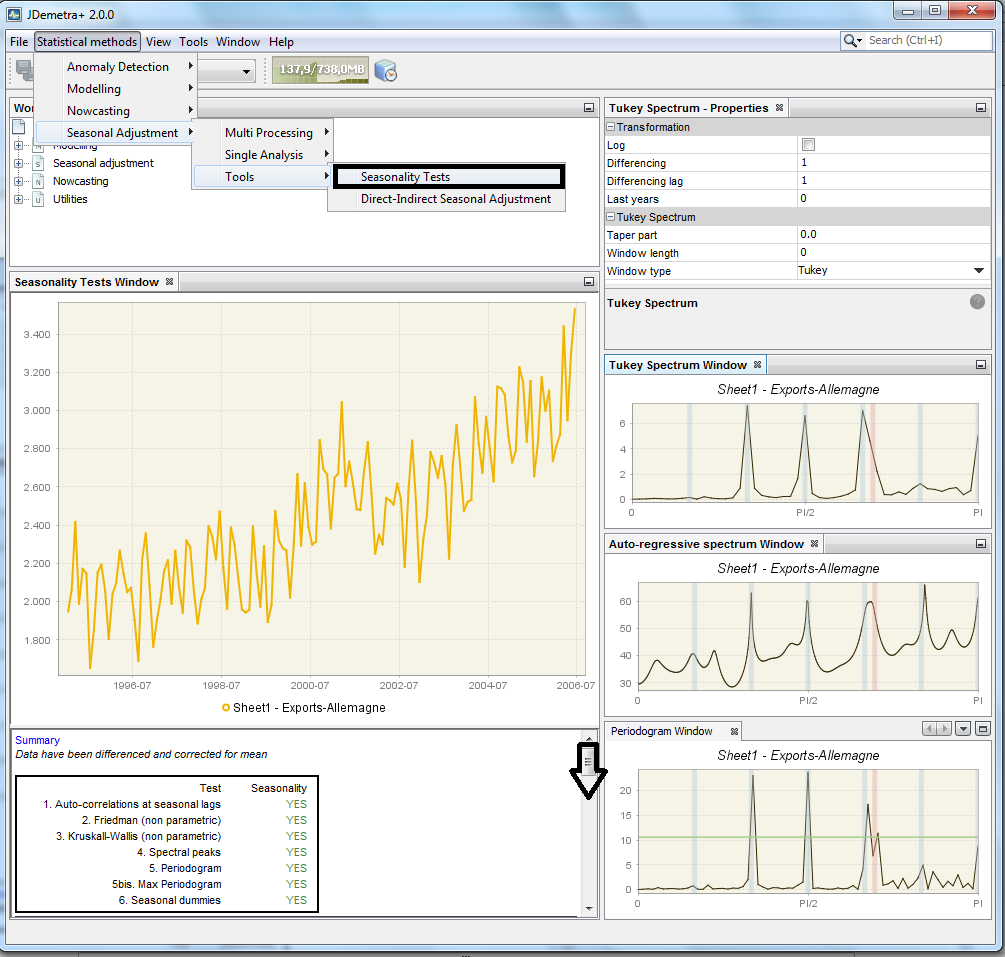 JDemetra+ 2.0.0
File Statistical methods View Tools Window Help
Search (Ctrl+I)
137,9/738,0MB
Anomaly Detection
Modelling
Nowcasting
Seasonal Adjustment
Multi Processing
Single Analysis
Tools
Seasonality Tests
Direct-Indirect Seasonal Adjustment
Modelling
Seasonal adjustment
Nowcasting
Utilities
Tukey Spectrum - Properties
Transformation
Log
Differencing 1
Differencing lag 1
Last years 0
Tukey Spectrum
Taper part 0.0
Window length 0
Window type Tukey
Tukey Spectrum
Seasonality Tests Window
3.400
3.200
3.000
2.800
2.600
2.400
2.200
2.000
1.800
1996-07 1998-07 2000-07 2002-07 2004-07 2006-07
Sheet1 - Exports-Allemagne
Summary
Data have been differenced and corrected for mean
Test Seasonality
1. Auto-correlations at seasonal lags YES
2. Friedman (non parametric) YES
3. Kruskall-Wallis (non parametric) YES
4. Spectral peaks YES
5. Periodogram YES
5bis. Max Periodogram YES
6. Seasonal dummies YES
Tukey Spectrum Window
Sheet1 - Exports-Allemagne
6
4
2
0
0 PI/2 PI
Auto-regressive spectrum Window
Sheet1 - Exports-Allemagne
60
50
40
30
0 PI/2 PI
Periodogram Window
Sheet1 - Exports-Allemagne
20
15
10
5
0
0 PI/2 PI